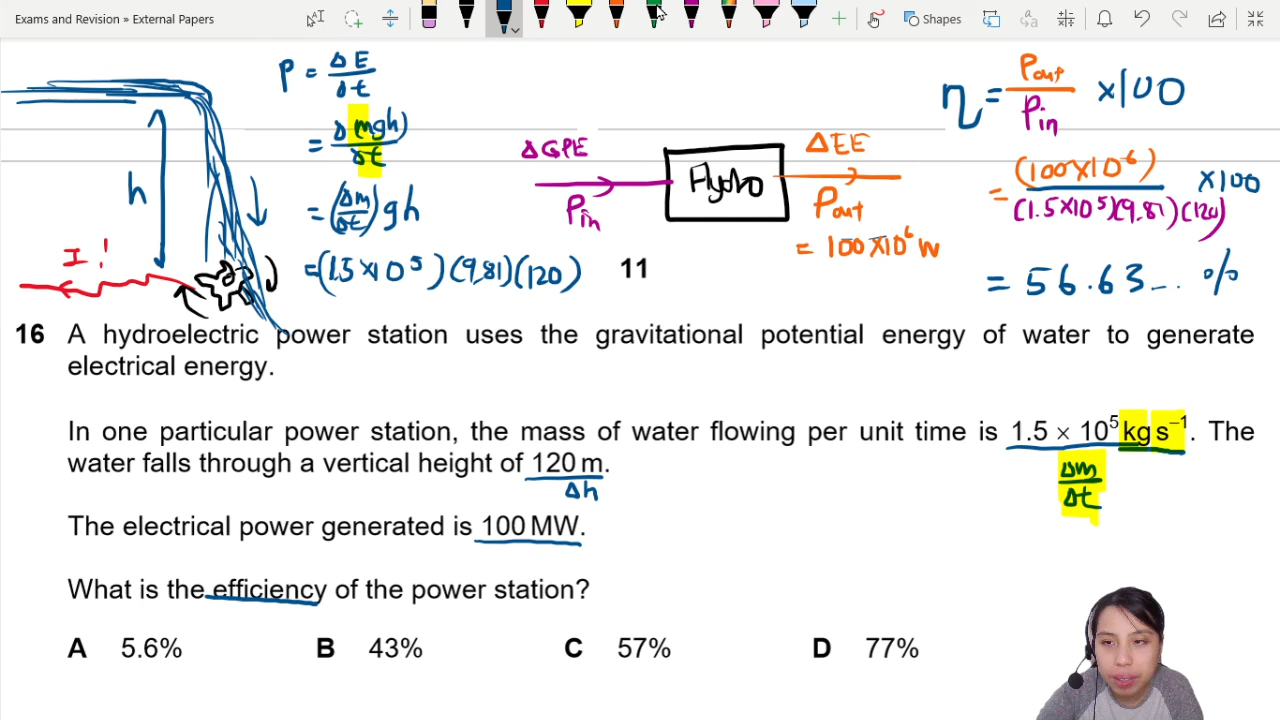 Exams and Revision » External Papers
Shapes
P = ΔE/Δt
= Δ(mgh)/Δt
= (Δm/Δt) gh
= (1.5 × 10⁵)(9.81)(120)
h
I!
ΔGPE
Pin
Hydro
ΔEE
Pout
= 100 × 10⁶ W
η = Pout/Pin × 100
= (100 × 10⁶)/(1.5 × 10⁵)(9.81)(120) × 100
= 56.63... %
11
16 A hydroelectric power station uses the gravitational potential energy of water to generate
electrical energy.
In one particular power station, the mass of water flowing per unit time is 1.5 × 10⁵ kg s⁻¹. The
water falls through a vertical height of 120 m.
Δh
Δm/Δt
The electrical power generated is 100 MW.
What is the efficiency of the power station?
A 5.6% B 43% C 57% D 77%